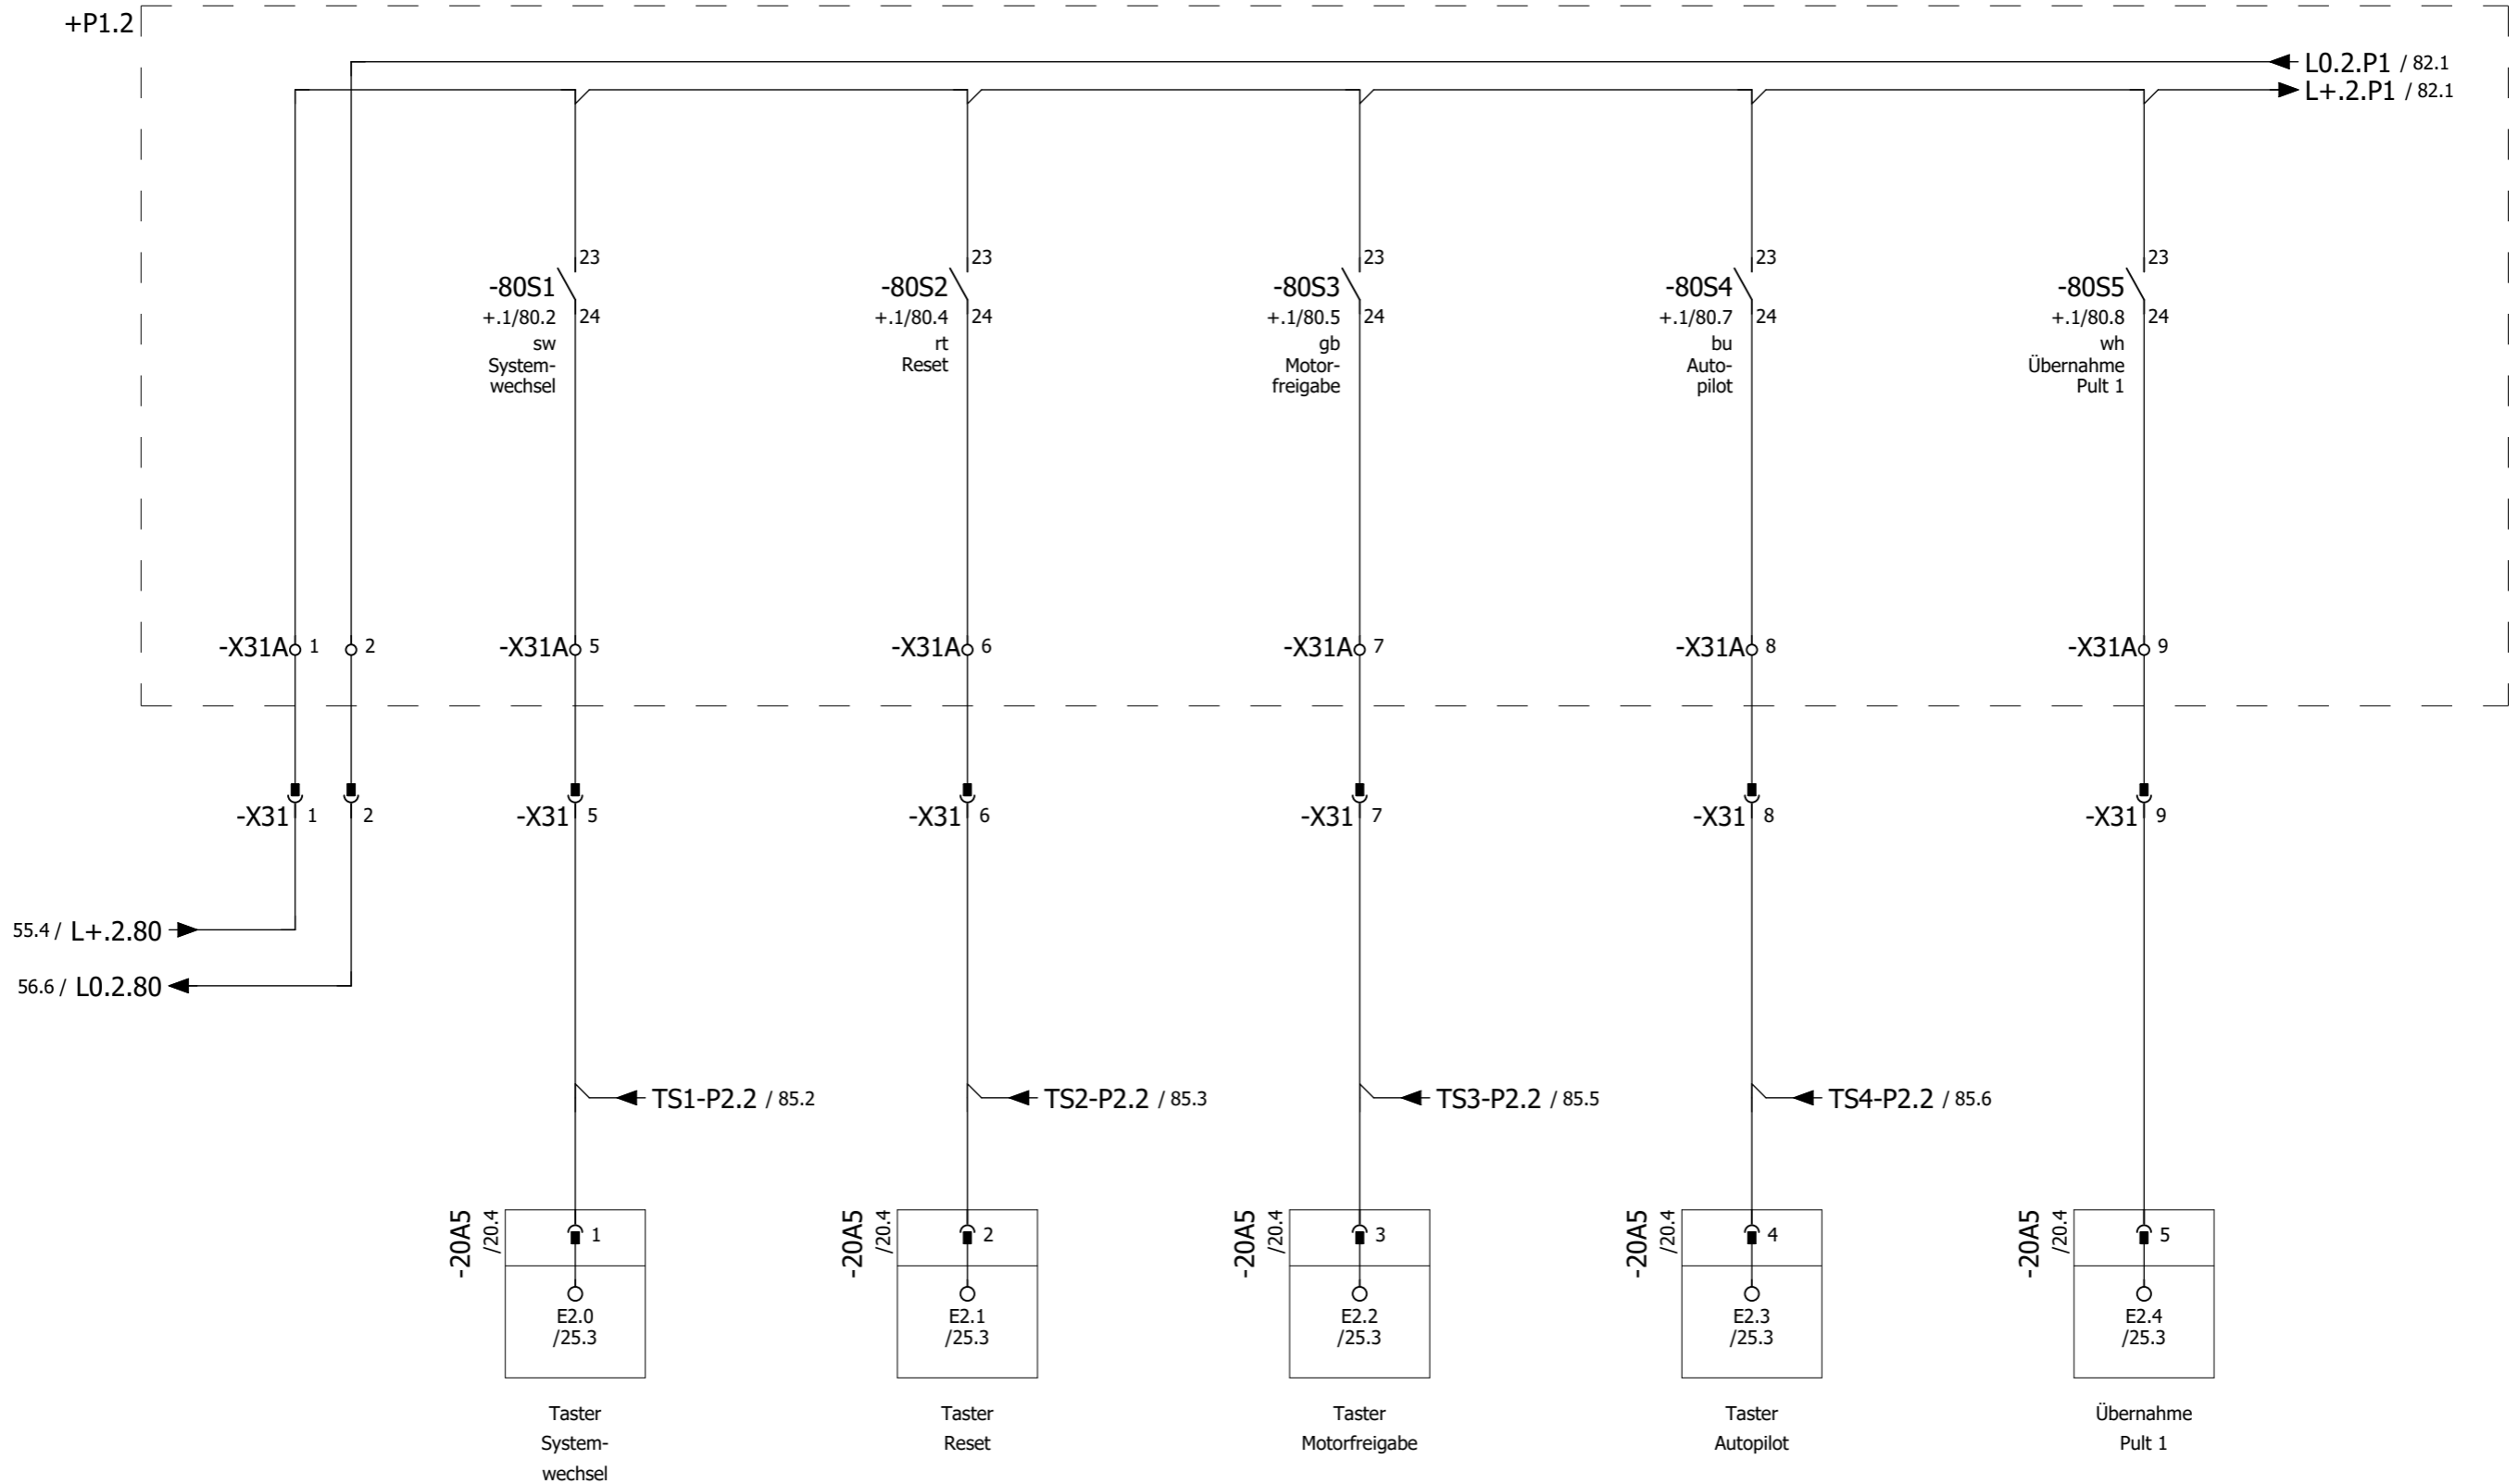 +P1.2
L0.2.P1 / 82.1
L+.2.P1 / 82.1
23
-80S1
+.1/80.2
24
sw
System-
wechsel
23
-80S2
+.1/80.4
24
rt
Reset
23
-80S3
+.1/80.5
24
gb
Motor-
freigabe
23
-80S4
+.1/80.7
24
bu
Auto-
pilot
23
-80S5
+.1/80.8
24
wh
Übernahme
Pult 1
-X31A 1 2
-X31A 5
-X31A 6
-X31A 7
-X31A 8
-X31A 9
-X31 1 2
-X31 5
-X31 6
-X31 7
-X31 8
-X31 9
55.4 / L+.2.80
56.6 / L0.2.80
TS1-P2.2 / 85.2
TS2-P2.2 / 85.3
TS3-P2.2 / 85.5
TS4-P2.2 / 85.6
-20A5
/20.4
1
E2.0
/25.3
Taster
System-
wechsel
-20A5
/20.4
2
E2.1
/25.3
Taster
Reset
-20A5
/20.4
3
E2.2
/25.3
Taster
Motorfreigabe
-20A5
/20.4
4
E2.3
/25.3
Taster
Autopilot
-20A5
/20.4
5
E2.4
/25.3
Übernahme
Pult 1